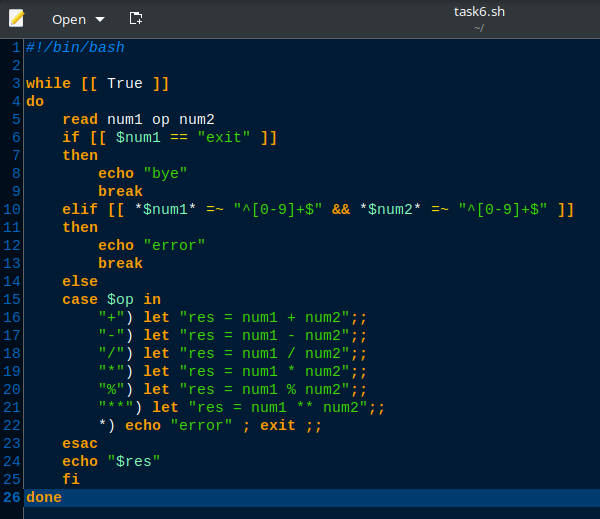 Open
task6.sh
~/
1 #!/bin/bash
2
3 while [[ True ]]
4 do
5     read num1 op num2
6     if [[ $num1 == "exit" ]]
7     then
8         echo "bye"
9         break
10     elif [[ *$num1* =~ "^[0-9]+$" && *$num2* =~ "^[0-9]+$" ]]
11     then
12         echo "error"
13         break
14     else
15     case $op in
16         "+") let "res = num1 + num2";;
17         "-") let "res = num1 - num2";;
18         "/") let "res = num1 / num2";;
19         "*") let "res = num1 * num2";;
20         "%") let "res = num1 % num2";;
21         "**") let "res = num1 ** num2";;
22         *) echo "error" ; exit ;;
23     esac
24     echo "$res"
25     fi
26 done